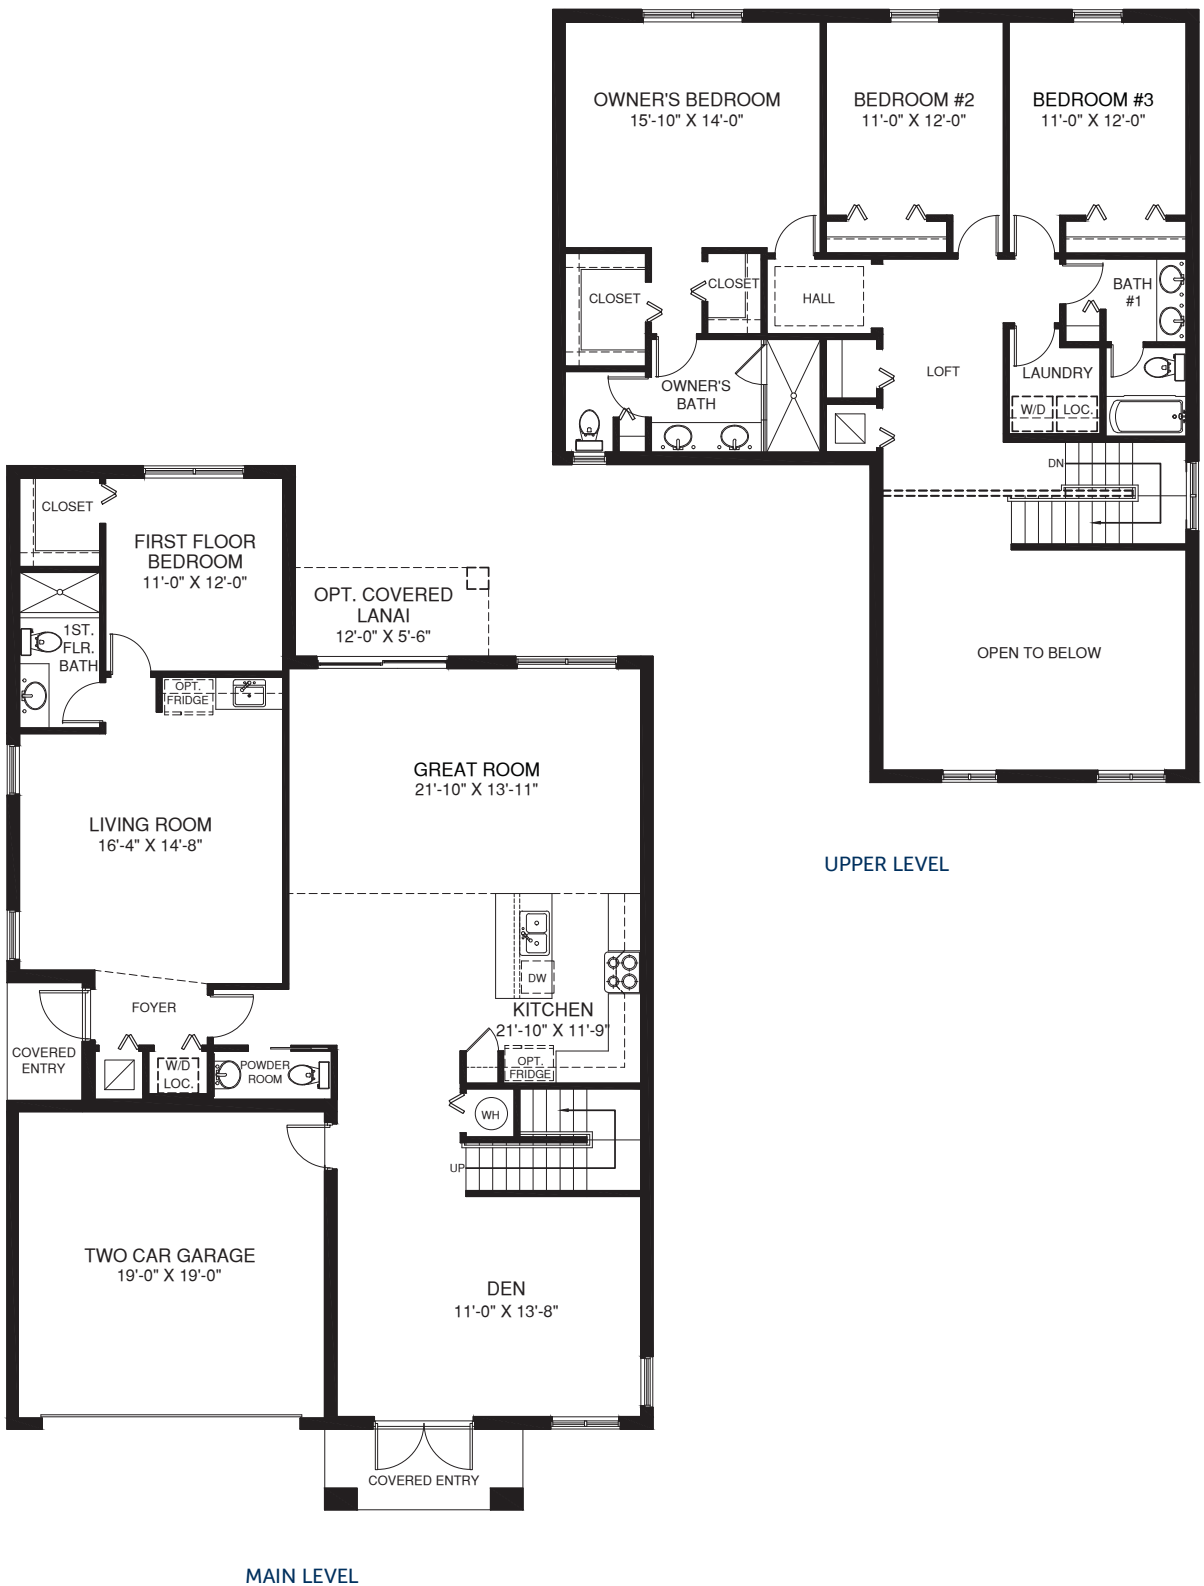 OWNER'S BEDROOM
15'-10" X 14'-0"
BEDROOM #2
11'-0" X 12'-0"
BEDROOM #3
11'-0" X 12'-0"
CLOSET
CLOSET
HALL
BATH
#1
OWNER'S
BATH
LOFT
LAUNDRY
W/D
LOC.
DN
OPEN TO BELOW
UPPER LEVEL
CLOSET
FIRST FLOOR
BEDROOM
11'-0" X 12'-0"
OPT. COVERED
LANAI
12'-0" X 5'-6"
1ST.
FLR.
BATH
OPT.
FRIDGE
GREAT ROOM
21'-10" X 13'-11"
LIVING ROOM
16'-4" X 14'-8"
DW
KITCHEN
21'-10" X 11'-9"
FOYER
COVERED
ENTRY
W/D
LOC.
POWDER
ROOM
OPT.
FRIDGE
WH
UP
TWO CAR GARAGE
19'-0" X 19'-0"
DEN
11'-0" X 13'-8"
COVERED ENTRY
MAIN LEVEL